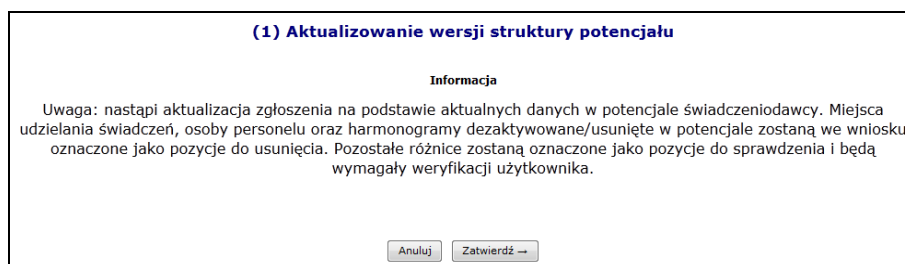 (1) Aktualizowanie wersji struktury potencjału
Informacja
Uwaga: nastąpi aktualizacja zgłoszenia na podstawie aktualnych danych w potencjale świadczeniodawcy. Miejsca
udzielania świadczeń, osoby personelu oraz harmonogramy dezaktywowane/usunięte w potencjale zostaną we wniosku
oznaczone jako pozycje do usunięcia. Pozostałe różnice zostaną oznaczone jako pozycje do sprawdzenia i będą
wymagały weryfikacji użytkownika.
Anuluj Zatwierdź →